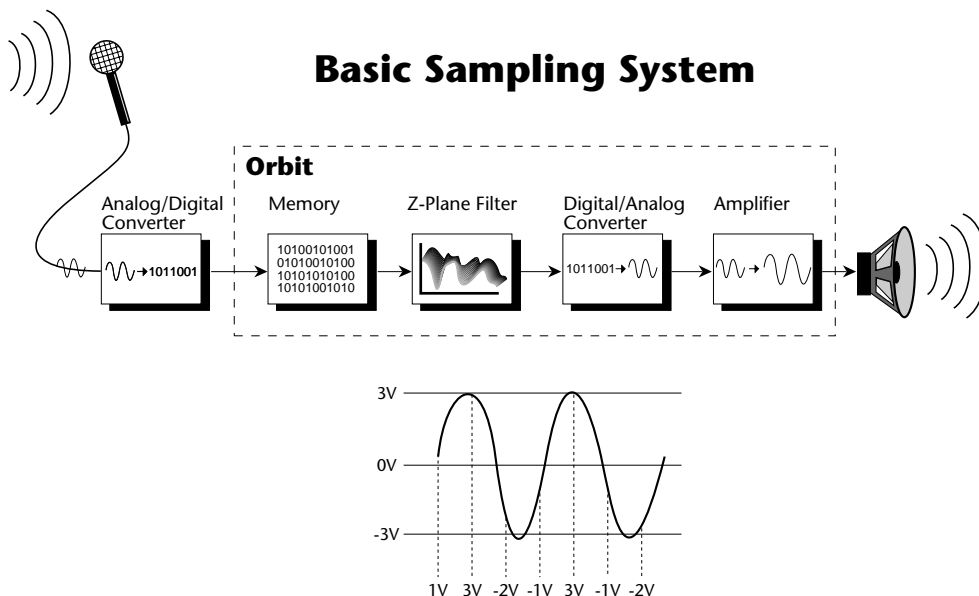 Basic Sampling System
Orbit
Analog/Digital
Converter
Memory
Z-Plane Filter
Digital/Analog
Converter
Amplifier
1011001
10100101001
01010010100
10101010100
10101001010
1011001
3V
0V
-3V
1V 3V -2V -1V 3V -1V -2V